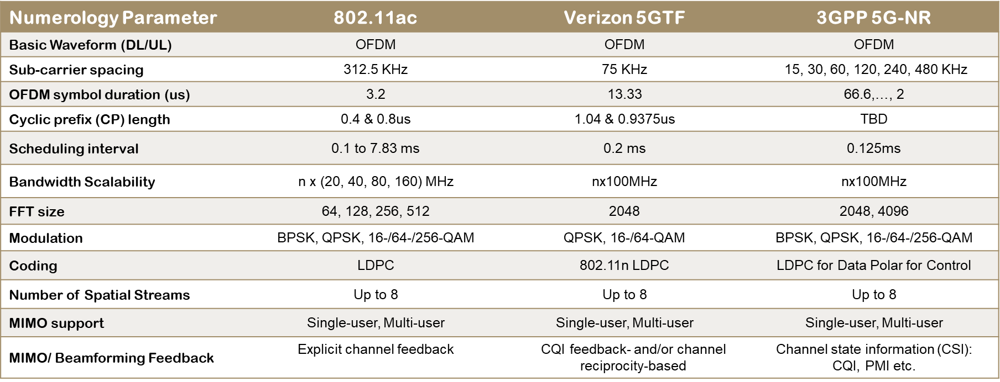 Numerology Parameter 802.11ac Verizon 5GTF 3GPP 5G-NR
Basic Waveform (DL/UL) OFDM OFDM OFDM
Sub-carrier spacing 312.5 KHz 75 KHz 15, 30, 60, 120, 240, 480 KHz
OFDM symbol duration (us) 3.2 13.33 66.6,..., 2
Cyclic prefix (CP) length 0.4 & 0.8us 1.04 & 0.9375us TBD
Scheduling interval 0.1 to 7.83 ms 0.2 ms 0.125ms
Bandwidth Scalability n x (20, 40, 80, 160) MHz nx100MHz nx100MHz
FFT size 64, 128, 256, 512 2048 2048, 4096
Modulation BPSK, QPSK, 16-/64-/256-QAM QPSK, 16-/64-QAM BPSK, QPSK, 16-/64-/256-QAM
Coding LDPC 802.11n LDPC LDPC for Data Polar for Control
Number of Spatial Streams Up to 8 Up to 8 Up to 8
MIMO support Single-user, Multi-user Single-user, Multi-user Single-user, Multi-user
MIMO/ Beamforming Feedback Explicit channel feedback CQI feedback- and/or channel Channel state information (CSI):
reciprocity-based CQI, PMI etc.